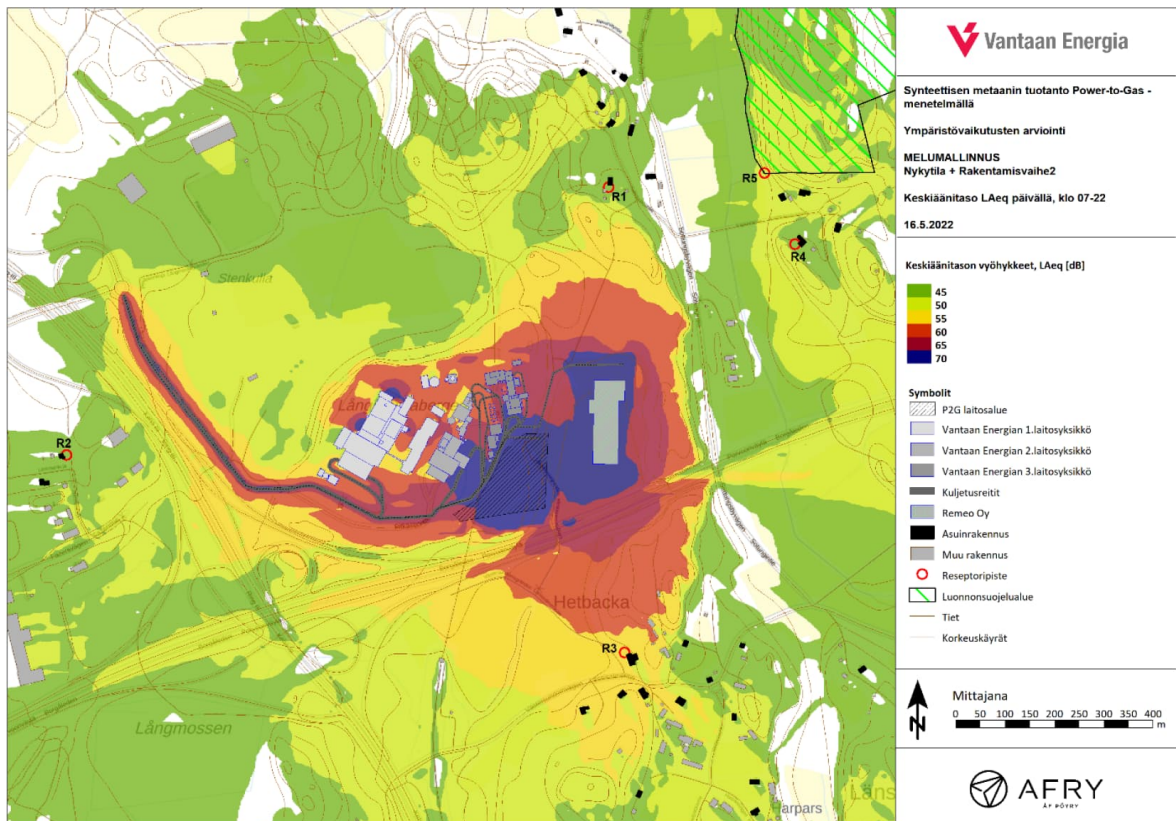 Vantaan Energia
Synteettisen metaanin tuotanto Power-to-Gas -
menetelmällä
Ympäristövaikutusten arviointi
MELUMALLINNUS
Nykytila + Rakentamisvaihe2
Keskiäänitaso LAeq päivällä, klo 07-22
16.5.2022
Keskiäänitason vyöhykkeet, LAeq [dB]
45
50
55
60
65
70
Symbolit
P2G laitosalue
Vantaan Energian 1.laitosyksikkö
Vantaan Energian 2.laitosyksikkö
Vantaan Energian 3.laitosyksikkö
Kuljetusreitit
Remeo Oy
Asuinrakennus
Muu rakennus
Reseptoripiste
Luonnonsuojelualue
Tiet
Korkeuskäyrät
N
Mittajana
0 50 100 150 200 250 300 350 400
m
AFRY
ÅF PÖYRY
R5
R1
R4
Stenkulla
R2
Hetbacka
R3
Långmossen
Harpars